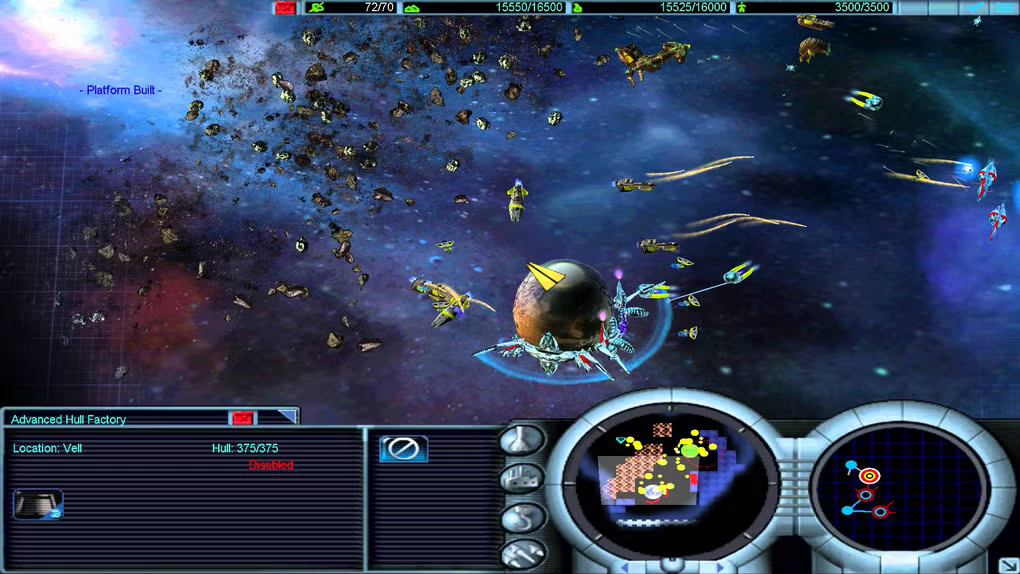 72/70 15550/16500 15525/16000 3500/3500
- Platform Built -
Advanced Hull Factory
Location: Vell Hull: 375/375
Disabled